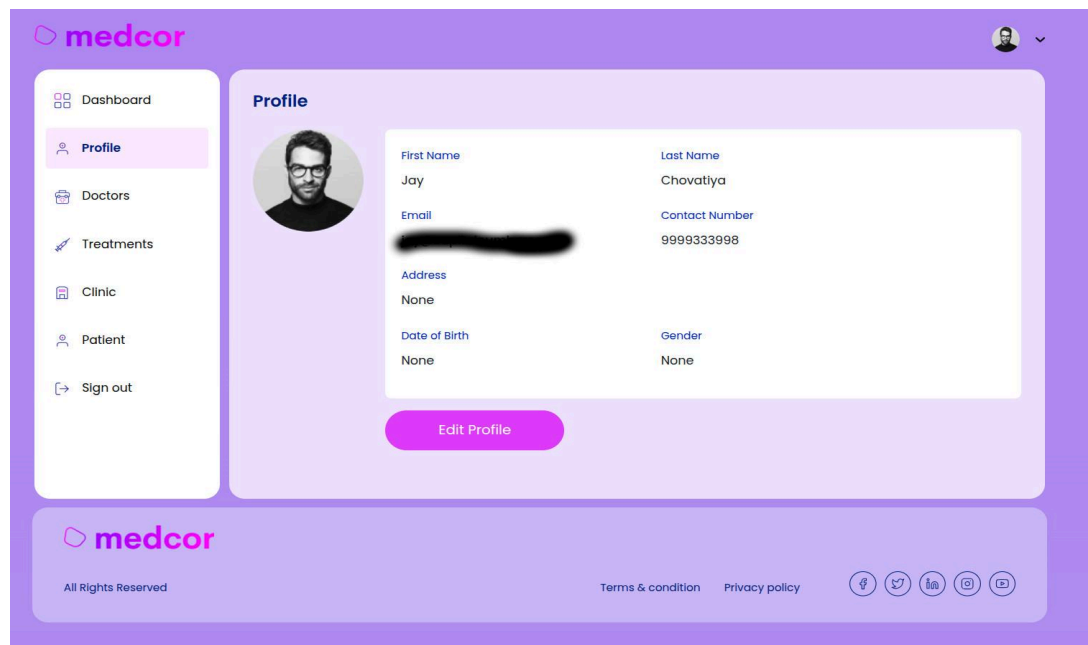 medcor
Dashboard
Profile
Doctors
Treatments
Clinic
Patient
Sign out
Profile
First Name
Jay
Last Name
Chovatiya
Email
Contact Number
9999333998
Address
None
Date of Birth
None
Gender
None
Edit Profile
medcor
All Rights Reserved
Terms & condition
Privacy policy